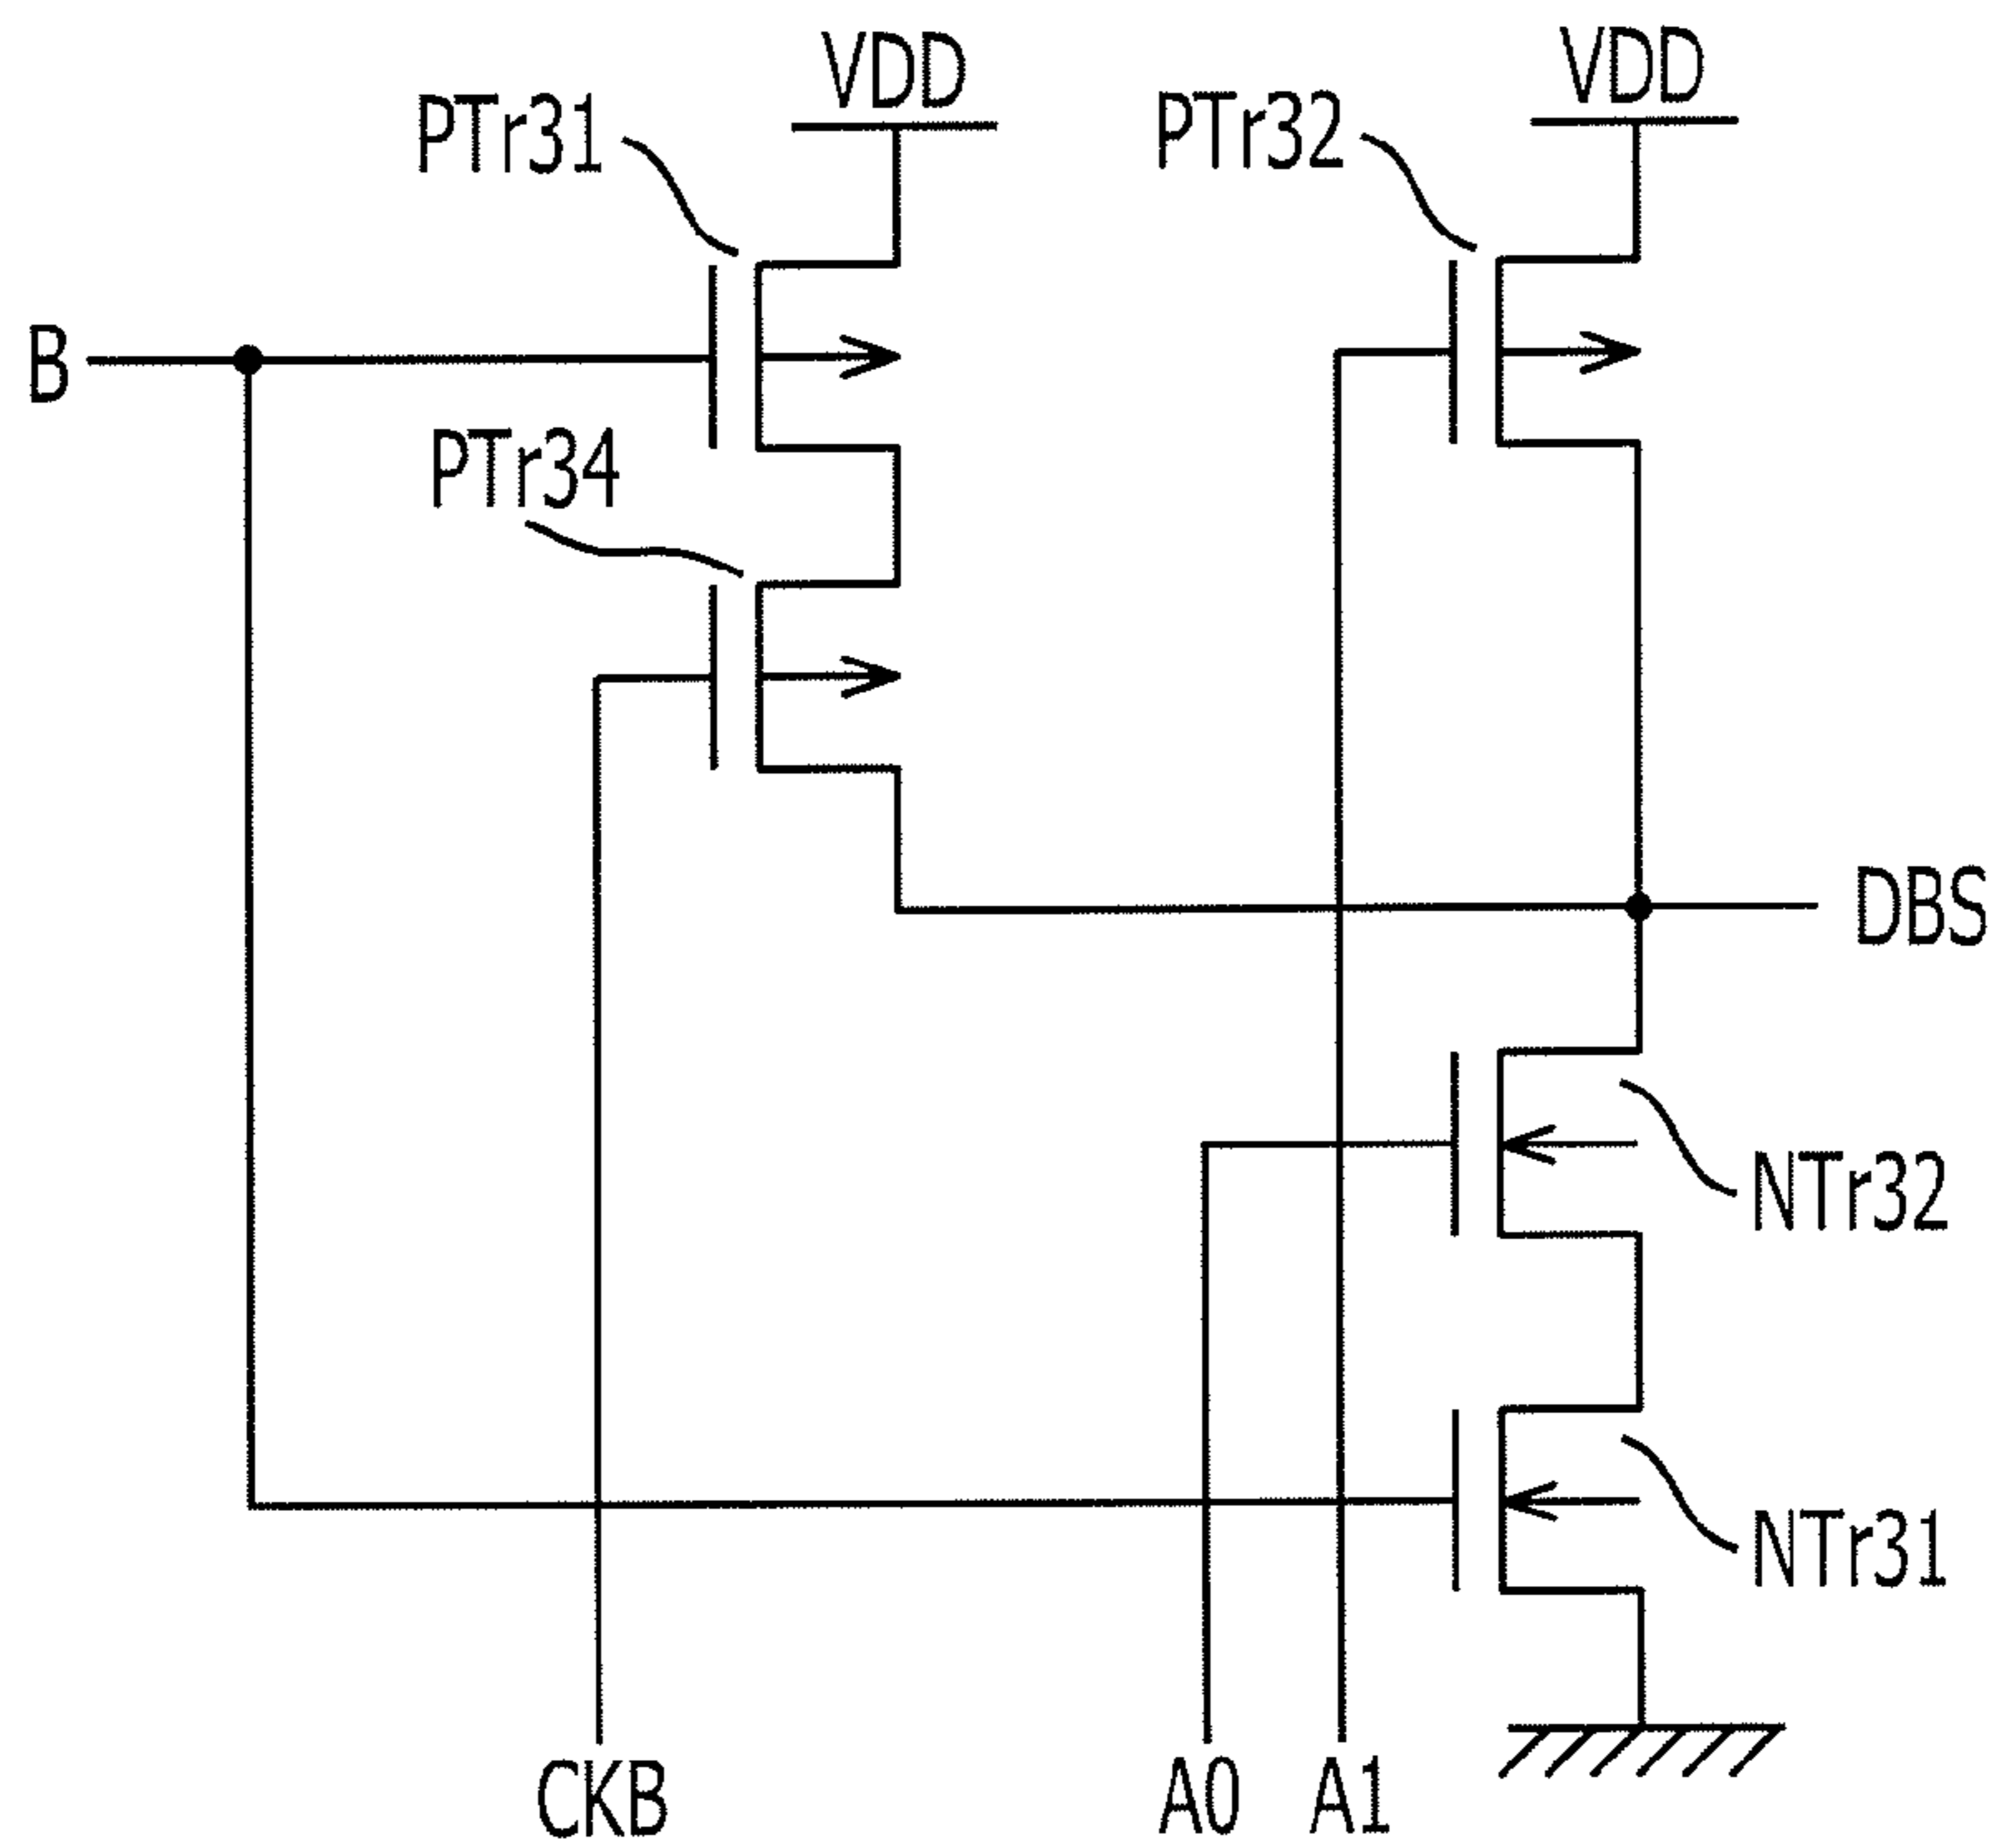 VDD
VDD
PTr31
PTr32
B
PTr34
DBS
NTr32
NTr31
CKB
A0
A1